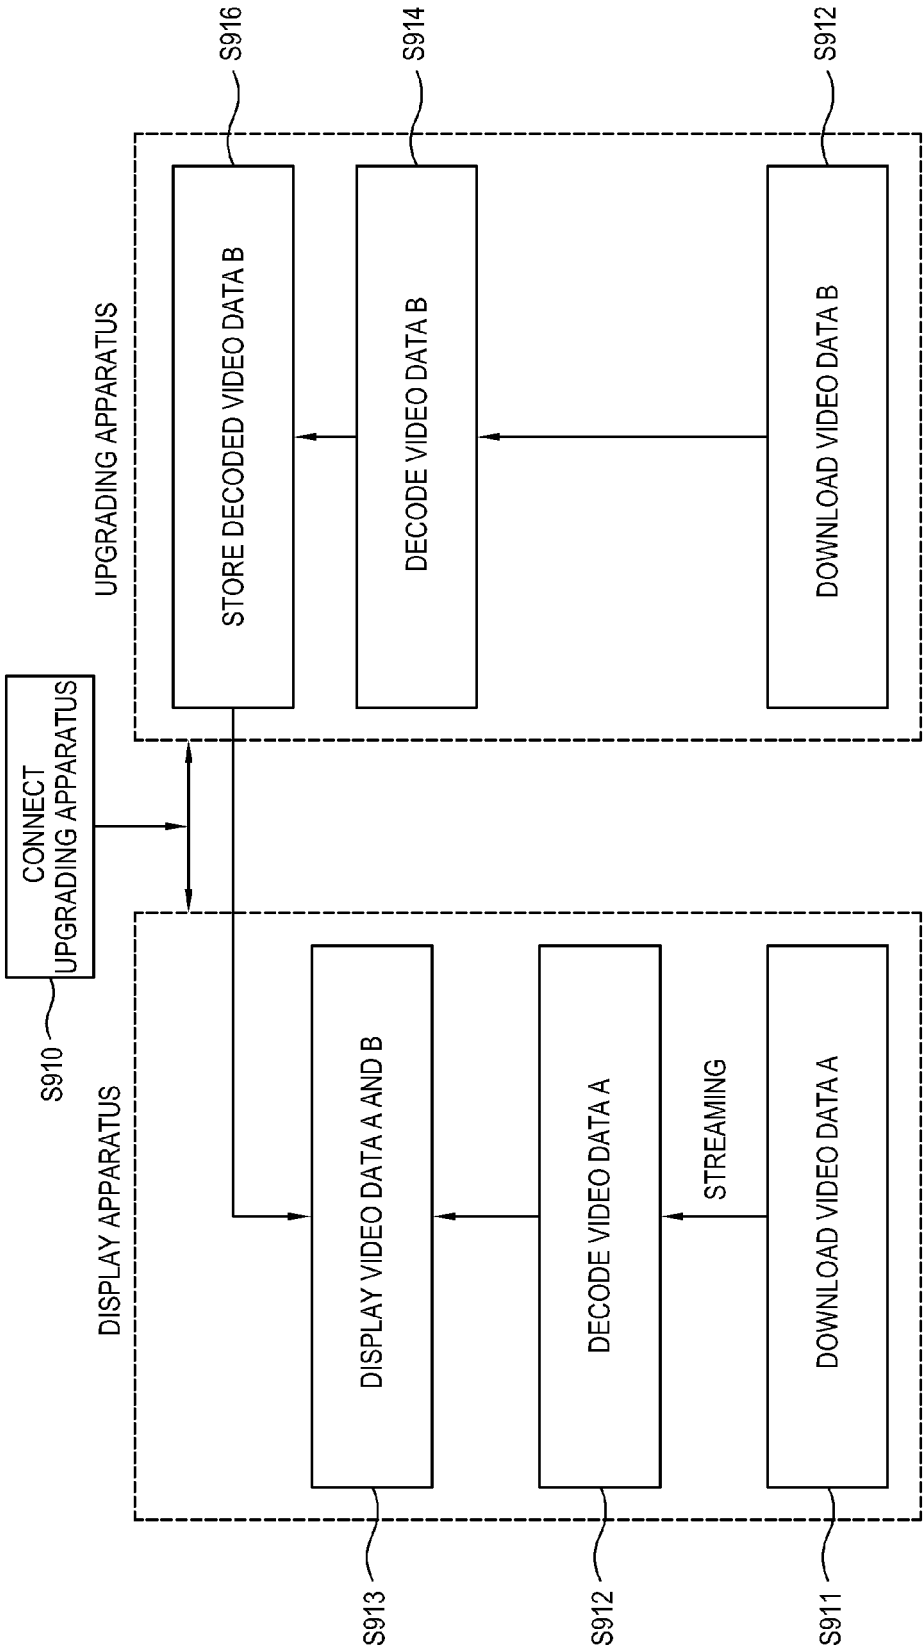 CONNECT
UPGRADING APPARATUS
S910
DISPLAY APPARATUS
UPGRADING APPARATUS
STORE DECODED VIDEO DATA B
S916
S913
DISPLAY VIDEO DATA A AND B
DECODE VIDEO DATA B
S914
S912
DECODE VIDEO DATA A
STREAMING
S911
DOWNLOAD VIDEO DATA A
DOWNLOAD VIDEO DATA B
S912